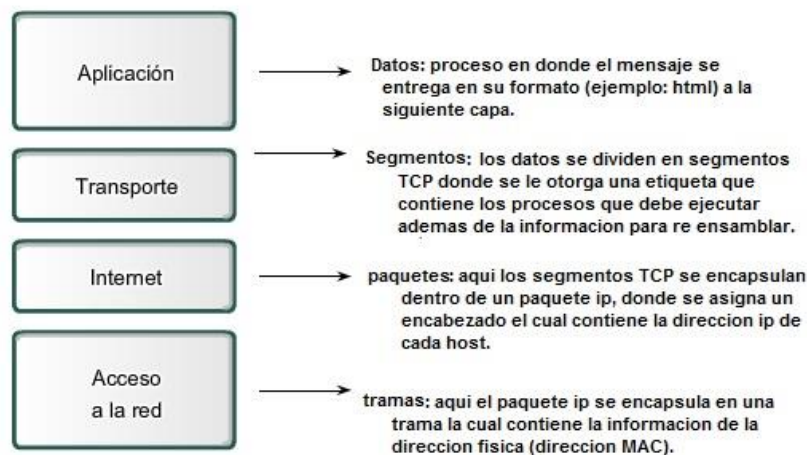 Aplicación
Datos: proceso en donde el mensaje se
entrega en su formato (ejemplo: html) a la
siguiente capa.
Transporte
Segmentos: los datos se dividen en segmentos
TCP donde se le otorga una etiqueta que
contiene los procesos que debe ejecutar
ademas de la informacion para re ensamblar.
Internet
paquetes: aqui los segmentos TCP se encapsulan
dentro de un paquete ip, donde se asigna un
encabezado el cual contiene la direccion ip de
cada host.
Acceso
a la red
tramas: aqui el paquete ip se encapsula en una
trama la cual contiene la informacion de la
direccion fisica (direccion MAC).